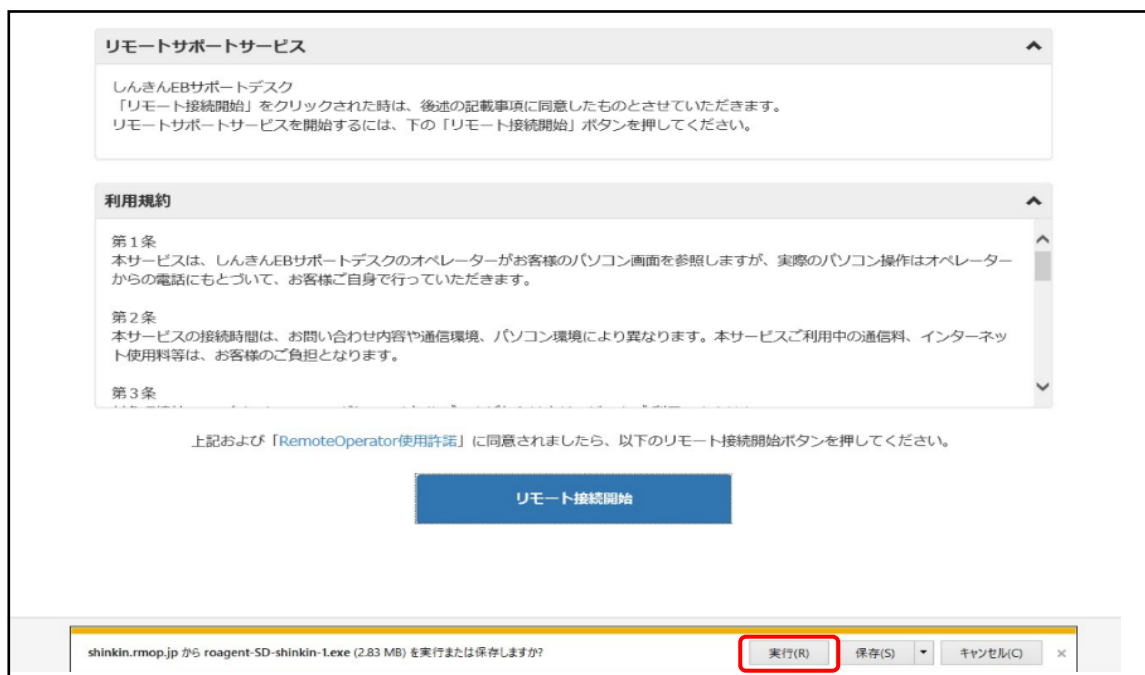 リモートサポートサービス
しんきんEBサポートデスク
「リモート接続開始」をクリックされた時は、後述の記載事項に同意したものとさせていただきます。
リモートサポートサービスを開始するには、下の「リモート接続開始」ボタンを押してください。
利用規約
第1条
本サービスは、しんきんEBサポートデスクのオペレーターがお客様のパソコン画面を参照しますが、実際のパソコン操作はオペレーター
からの電話にもとづいて、お客様ご自身で行っていただきます。
第2条
本サービスの接続時間は、お問い合わせ内容や通信環境、パソコン環境により異なります。本サービスご利用中の通信料、インターネッ
ト使用料等は、お客様のご負担となります。
第3条
上記および「RemoteOperator使用許諾」に同意されましたら、以下のリモート接続開始ボタンを押してください。
リモート接続開始
shinkin.rmop.jp から roagent-SD-shinkin-1.exe (2.83 MB) を実行または保存しますか?
実行(R) 保存(S) キャンセル(C)